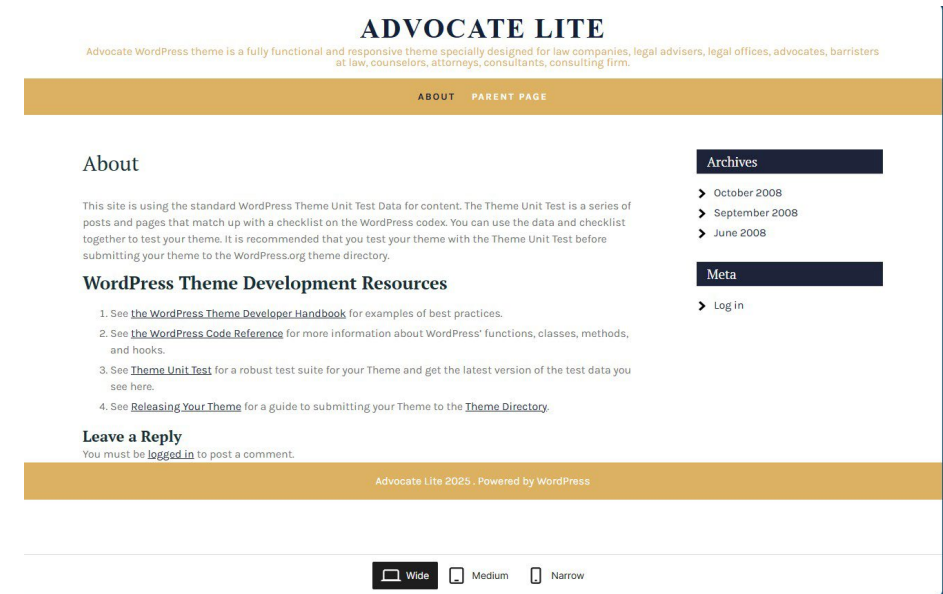 ADVOCATE LITE
Advocate WordPress theme is a fully functional and responsive theme specially designed for law companies, legal advisers, legal offices, advocates, barristers
at law, counselors, attorneys, consultants, consulting firm.
ABOUT PARENT PAGE
About
This site is using the standard WordPress Theme Unit Test Data for content. The Theme Unit Test is a series of
posts and pages that match up with a checklist on the WordPress codex. You can use the data and checklist
together to test your theme. It is recommended that you test your theme with the Theme Unit Test before
submitting your theme to the WordPress.org theme directory.
WordPress Theme Development Resources
1. See the WordPress Theme Developer Handbook for examples of best practices.
2. See the WordPress Code Reference for more information about WordPress' functions, classes, methods,
and hooks.
3. See Theme Unit Test for a robust test suite for your Theme and get the latest version of the test data you
see here.
4. See Releasing Your Theme for a guide to submitting your Theme to the Theme Directory.
Leave a Reply
You must be logged in to post a comment.
Archives
October 2008
September 2008
June 2008
Meta
Log in
Advocate Lite 2025 . Powered by WordPress
Wide Medium Narrow